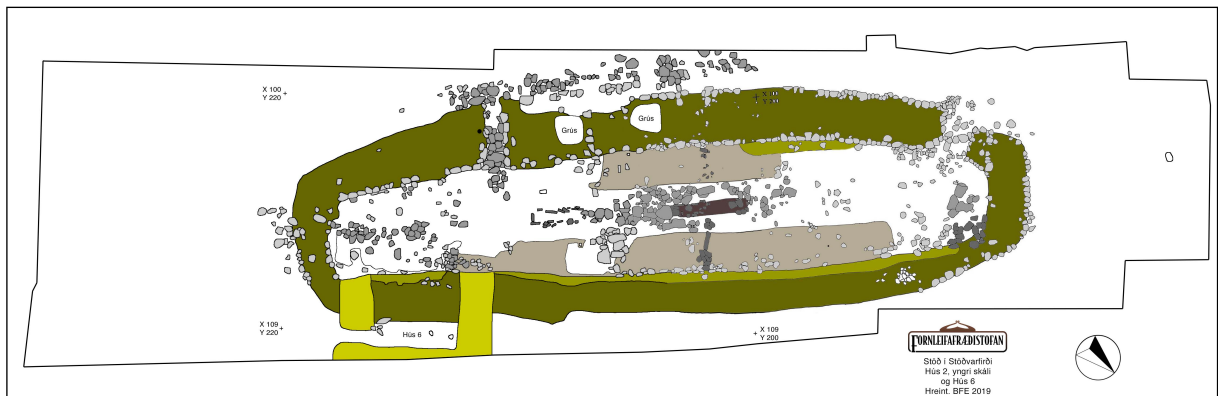 X 100
Y 220
Grús
Grús
X 109
Y 220
Hús 6
X 109
Y 200
FORNLEIFAFRÆÐISTOFAN
Stöð í Stöðvarfirði
Hús 2, yngri skáli
og Hús 6
Hreint. BFE 2019